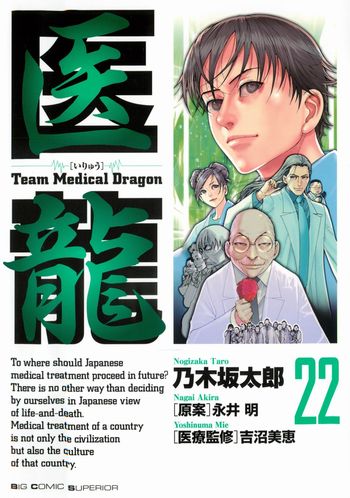 医
[いりゅう]
Team Medical Dragon
龍
To where should Japanese
medical treatment proceed in future?
There is no other way than deciding
by ourselves in Japanese view
of life-and-death.
Medical treatment of a country
is not only the civilization
but also the culture
of that country.
BIG COMIC SUPERIOR
Nogizaka Taro
乃木坂太郎
Nagai Akira
[原案]永井 明
Yoshinuma Mie
[医療監修]吉沼美恵
22